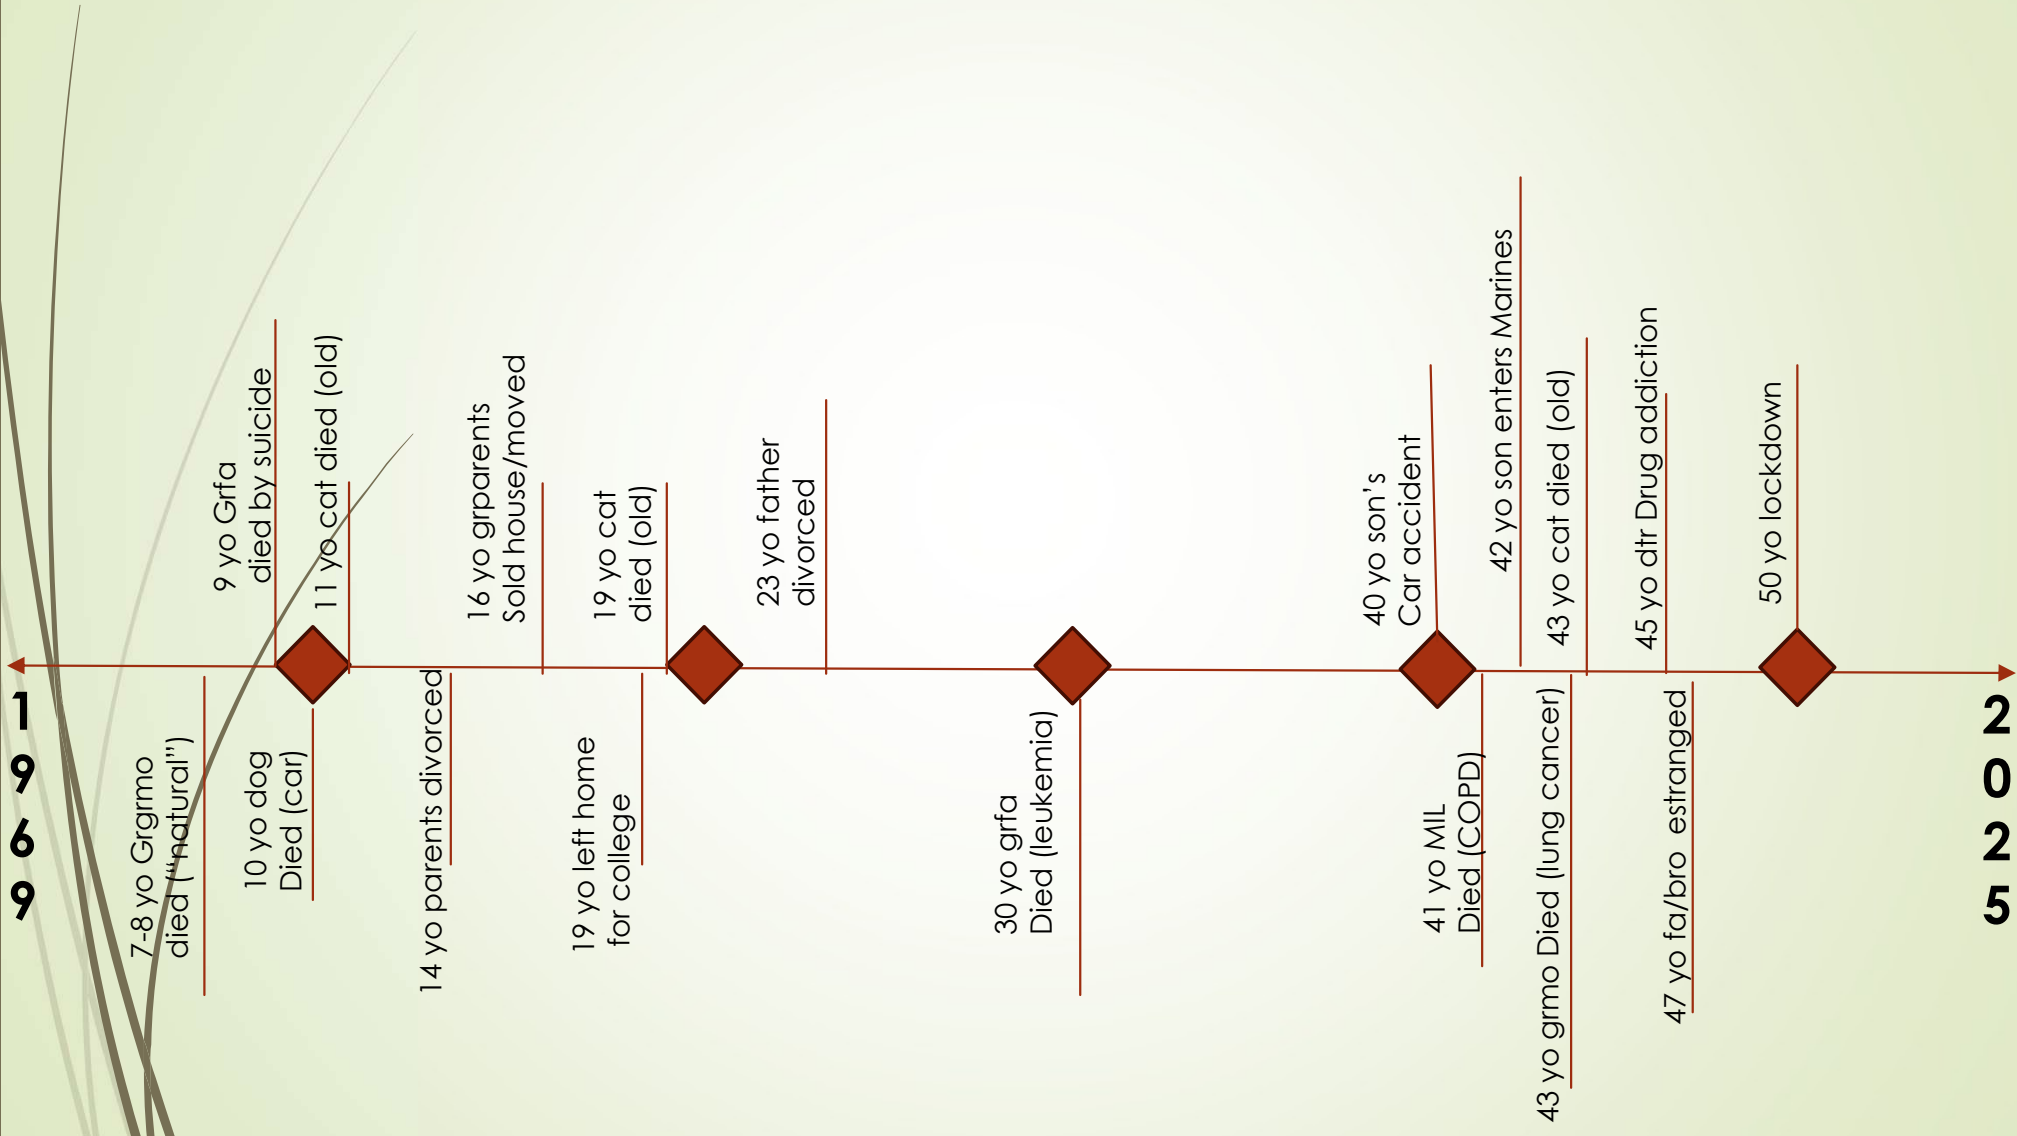 1969
7-8 yo Grgrmo
died (“natural”)
9 yo Grfa
died by suicide
10 yo dog
Died (car)
11 yo cat died (old)
14 yo parents divorced
16 yo grparents
Sold house/moved
19 yo left home
for college
19 yo cat
died (old)
23 yo father
divorced
30 yo grfa
Died (leukemia)
40 yo son’s
Car accident
41 yo MIL
Died (COPD)
42 yo son enters Marines
43 yo grmo Died (lung cancer)
43 yo cat died (old)
45 yo dtr Drug addiction
47 yo fa/bro  estranged
50 yo lockdown
2025